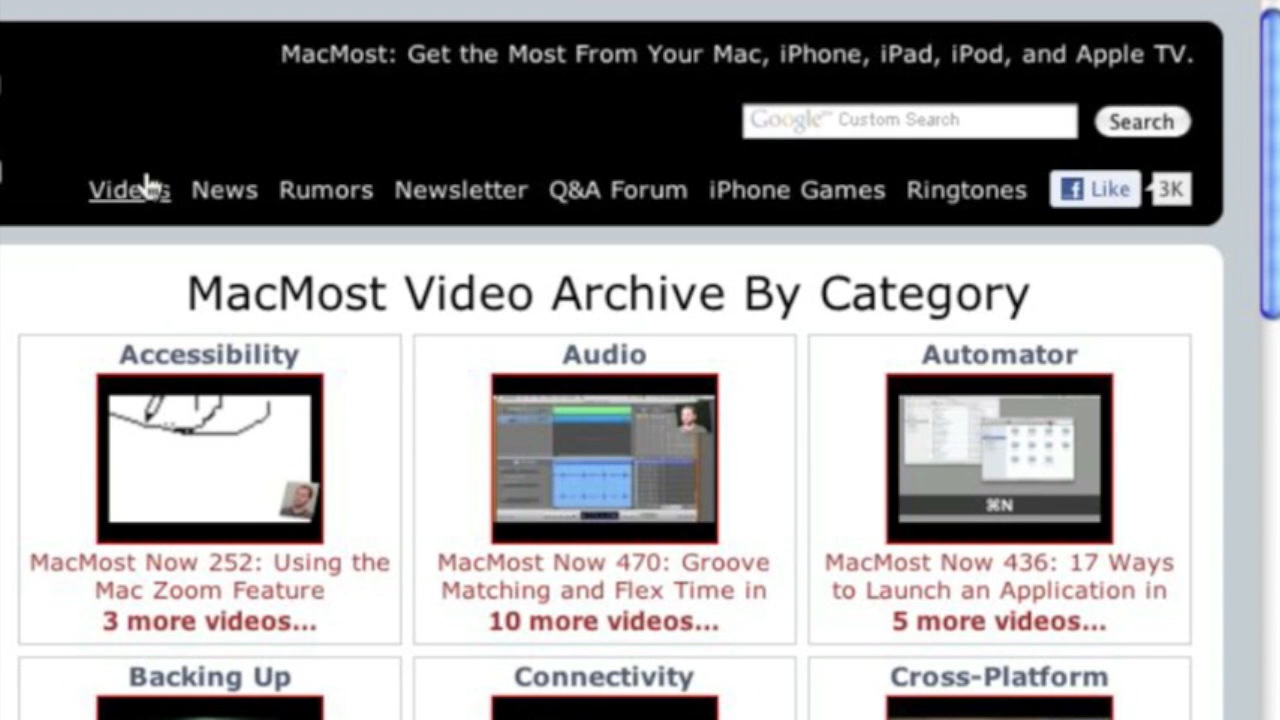 MacMost: Get the Most From Your Mac, iPhone, iPad, iPod, and Apple TV.
Google™ Custom Search
Search
Videos News Rumors Newsletter Q&A Forum iPhone Games Ringtones Like 3K
MacMost Video Archive By Category
Accessibility Audio Automator
⌘N
MacMost Now 252: Using the MacMost Now 470: Groove MacMost Now 436: 17 Ways
Mac Zoom Feature Matching and Flex Time in to Launch an Application in
3 more videos... 10 more videos... 5 more videos...
Backing Up Connectivity Cross-Platform